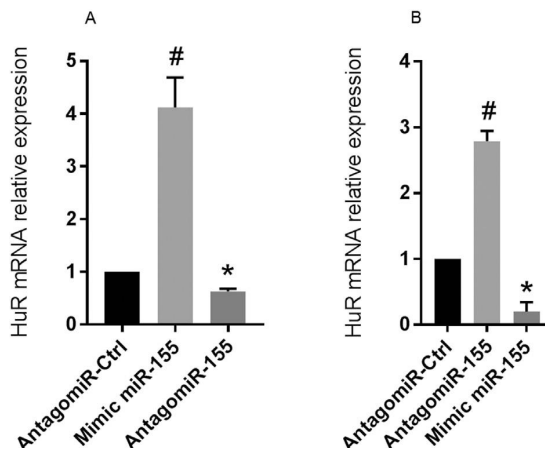 A
HuR mRNA relative expression
5
4
3
2
1
0
#
*
AntagomiR-Ctrl
Mimic miR-155
AntagomiR-155
B
HuR mRNA relative expression
4
3
2
1
0
#
*
AntagomiR-Ctrl
AntagomiR-155
Mimic miR-155